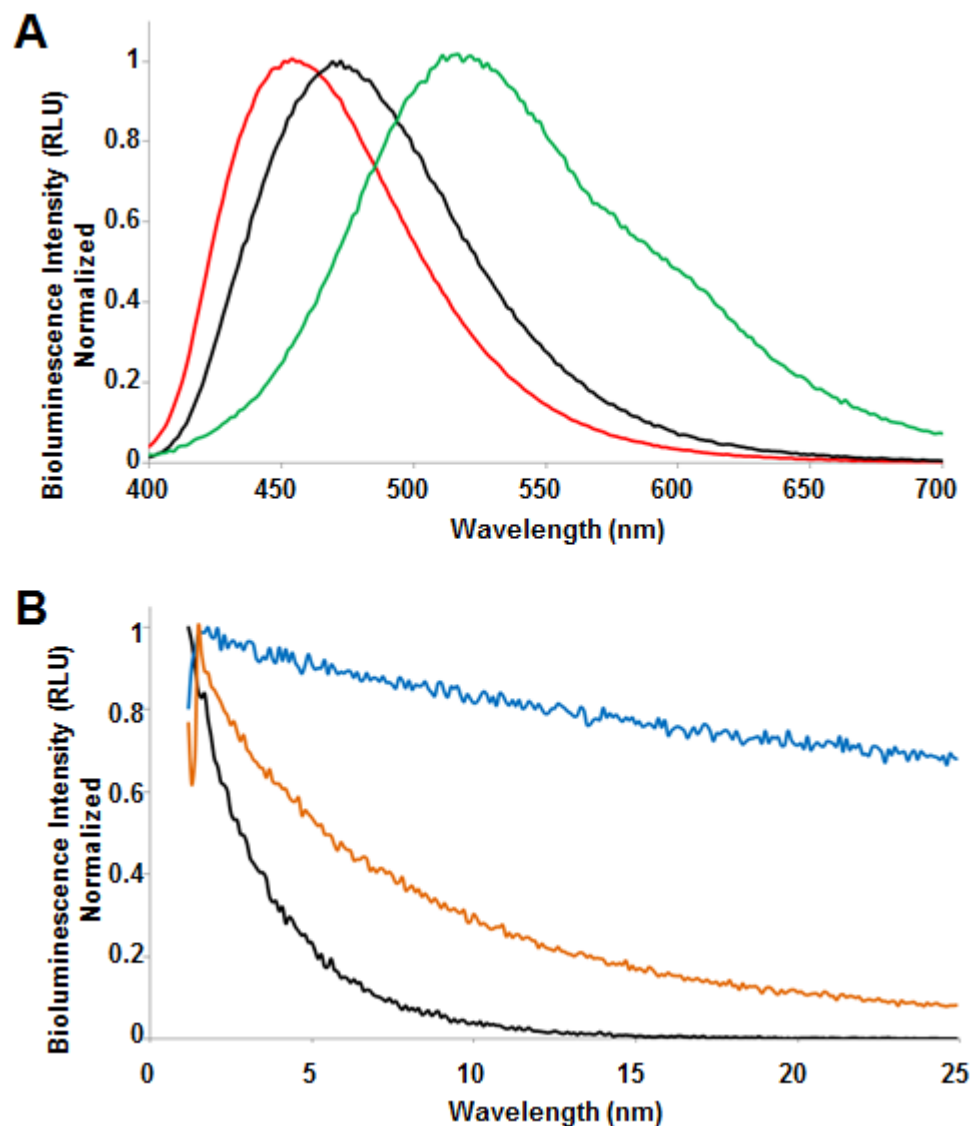 A
Bioluminescence Intensity (RLU)
Normalized
1
0.8
0.6
0.4
0.2
0
400 450 500 550 600 650 700
Wavelength (nm)
B
Bioluminescence Intensity (RLU)
Normalized
1
0.8
0.6
0.4
0.2
0
0 5 10 15 20 25
Wavelength (nm)